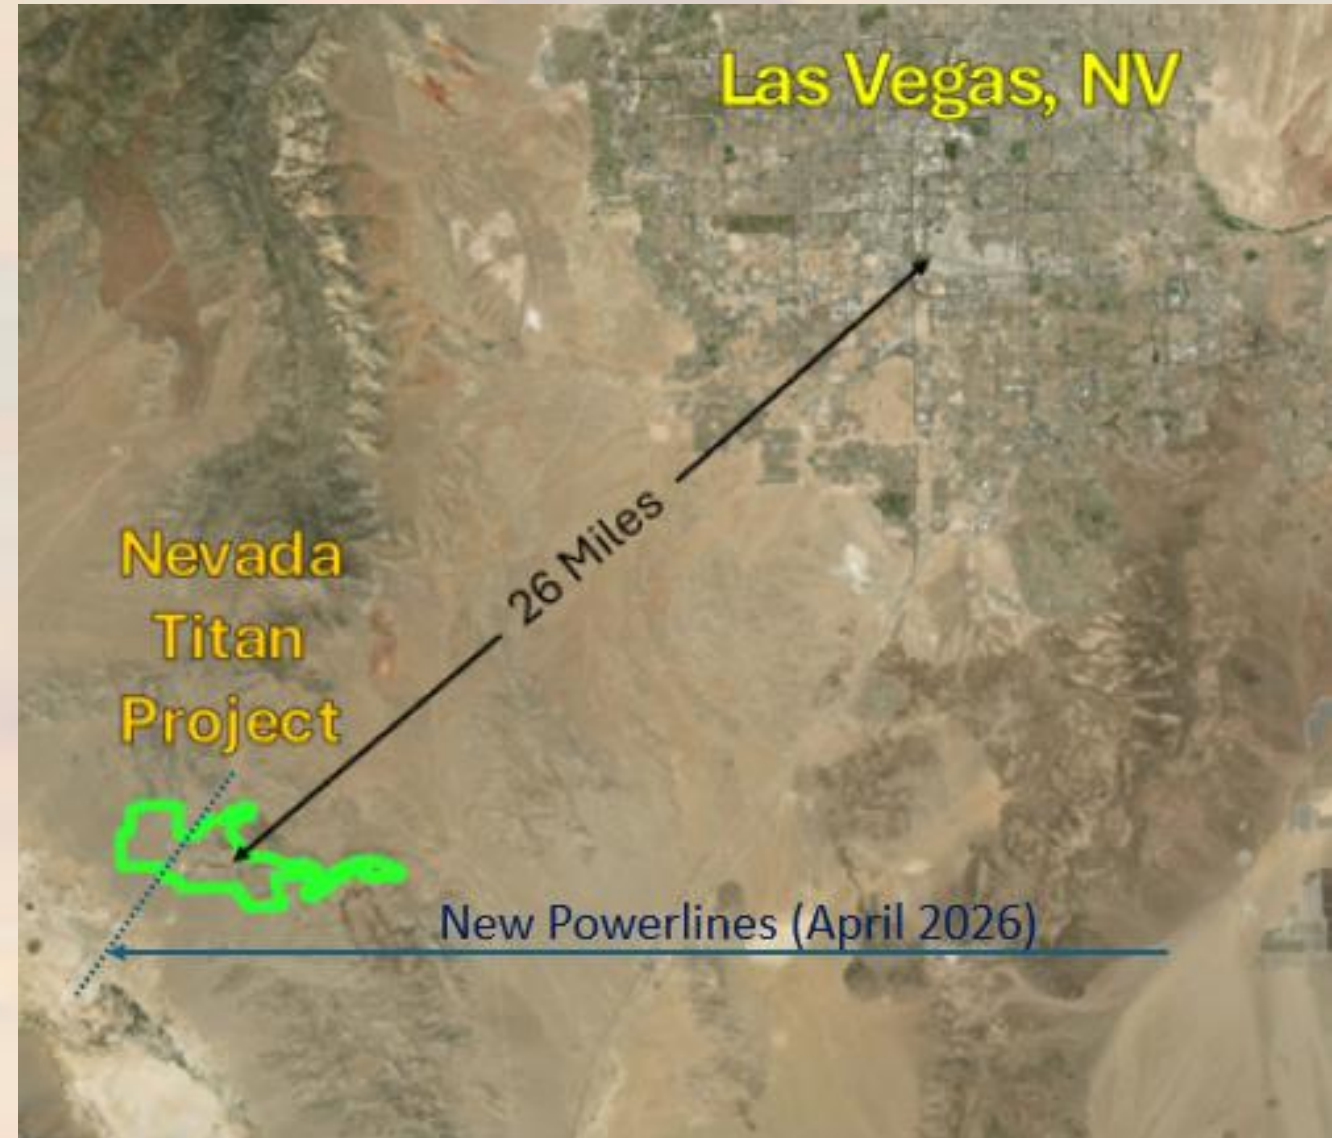 Las Vegas, NV
26 Miles
Nevada
Titan
Project
New Powerlines (April 2026)